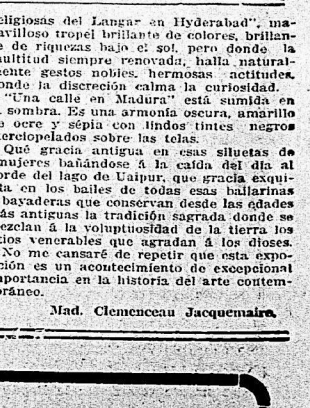 eligiosas del Langar en Hyderabad", ma-
avilloso tropel brillante de colores, brillan-
e de riquezas bajo el sol, pero donde la
ultitud siempre renovada, halla natural-
mente gestos nobles, hermosas actitudes,
onde la discreción calma la curiosidad.
"Una calle en Madura" está sumida en
a sombra. Es una armonía oscura, amarillo
e ocre y sépia con lindos tintes negros
erciopelados sobre las telas.
Qué gracia antigua en esas siluetas de
mujeres bañándose á la caída del día al
orde del lago de Uaipur, que gracia exqui-
ta en los bailes de todas esas bailarinas
bayaderas que conservan desde las edades
ás antiguas la tradición sagrada donde se
ezclan á la voluptuosidad de la tierra los
tios venerables que agradan á los dioses.
No me cansaré de repetir que esta expo-
ción es un acontecimiento de excepcional
mportancia en la historia del arte contem-
oráneo.
Mad. Clemenceau Jacquemaire.